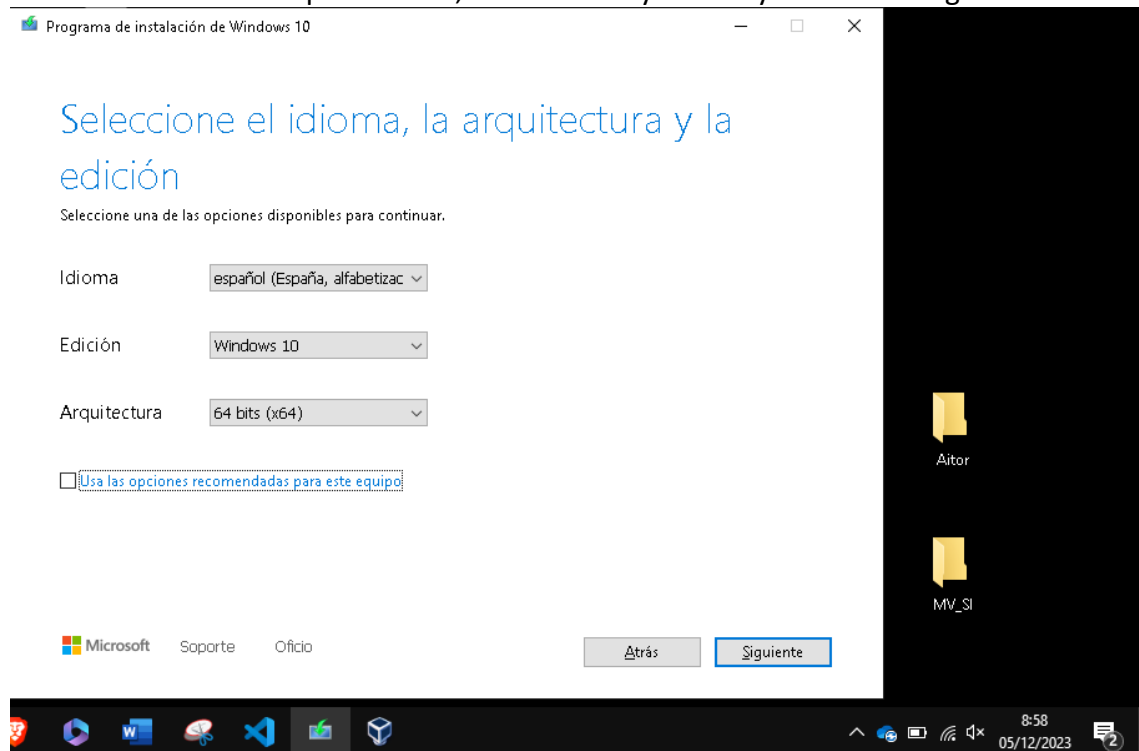 Programa de instalación de Windows 10
Seleccione el idioma, la arquitectura y la
edición
Seleccione una de las opciones disponibles para continuar.
Idioma
español (España, alfabetizac
Edición
Windows 10
Arquitectura
64 bits (x64)
Usa las opciones recomendadas para este equipo
Aitor
MV_SI
Microsoft
Soporte
Oficio
Atrás
Siguiente
8:58
05/12/2023
2